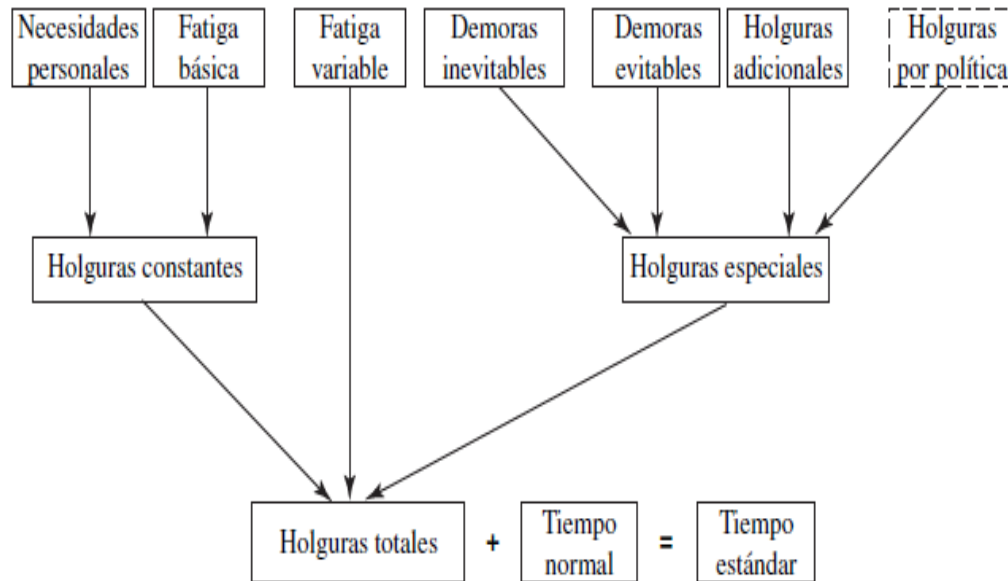 Necesidades
personales
Fatiga
básica
Fatiga
variable
Demoras
inevitables
Demoras
evitables
Holguras
adicionales
Holguras
por política
Holguras constantes
Holguras especiales
Holguras totales
+
Tiempo
normal
=
Tiempo
estándar